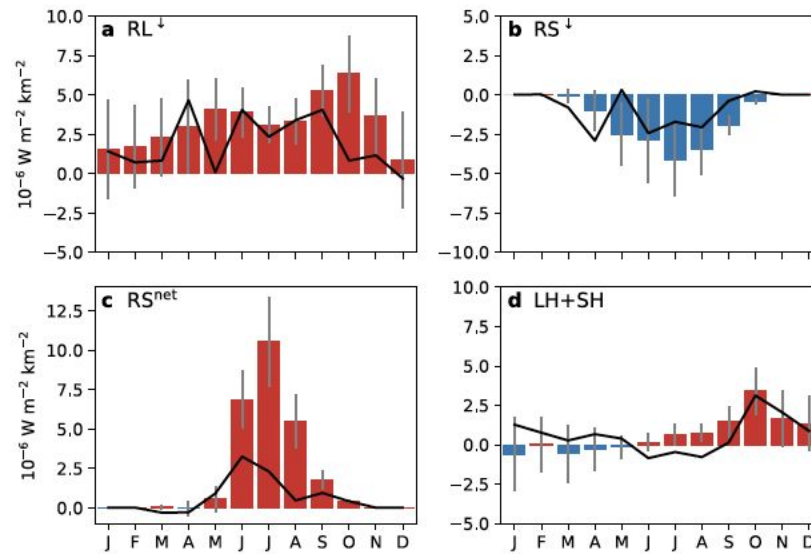 a RL↓
10.0
7.5
5.0
2.5
0.0
−2.5
−5.0
10⁻⁶ W m⁻² km⁻²
J F M A M J J A S O N D
b RS↓
5.0
2.5
0.0
−2.5
−5.0
−7.5
−10.0
J F M A M J J A S O N D
c RSⁿᵉᵗ
12.5
10.0
7.5
5.0
2.5
0.0
10⁻⁶ W m⁻² km⁻²
J F M A M J J A S O N D
d LH+SH
10.0
7.5
5.0
2.5
0.0
−2.5
−5.0
J F M A M J J A S O N D